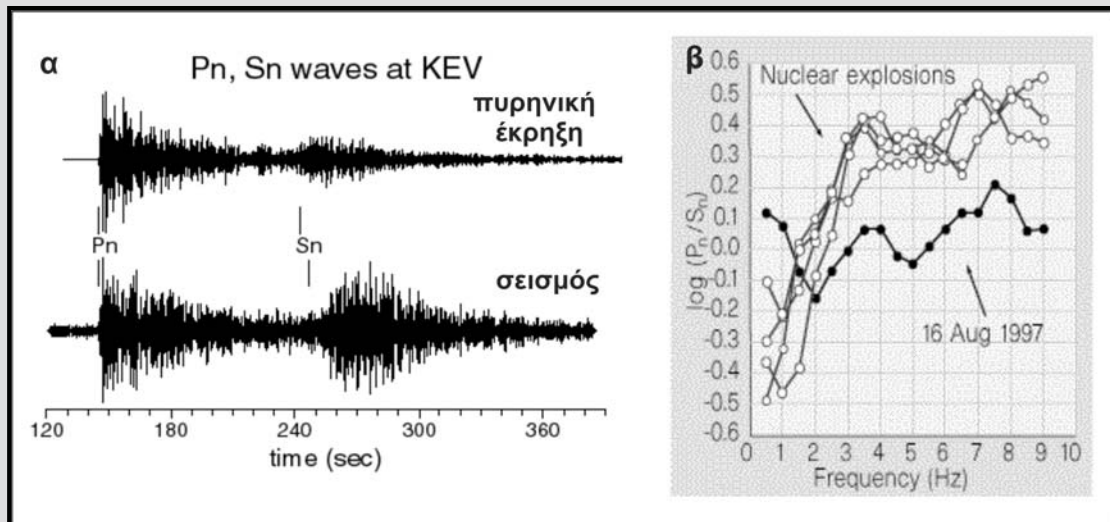 α
Pn, Sn waves at KEV
πυρηνική
έκρηξη
Pn
Sn
σεισμός
120 180 240 300 360
time (sec)
β
0.6
0.5
0.4
0.3
0.2
0.1
0.0
-0.1
-0.2
-0.3
-0.4
-0.5
-0.6
log (Pn/Sn)
Nuclear explosions
16 Aug 1997
0 1 2 3 4 5 6 7 8 9 10
Frequency (Hz)